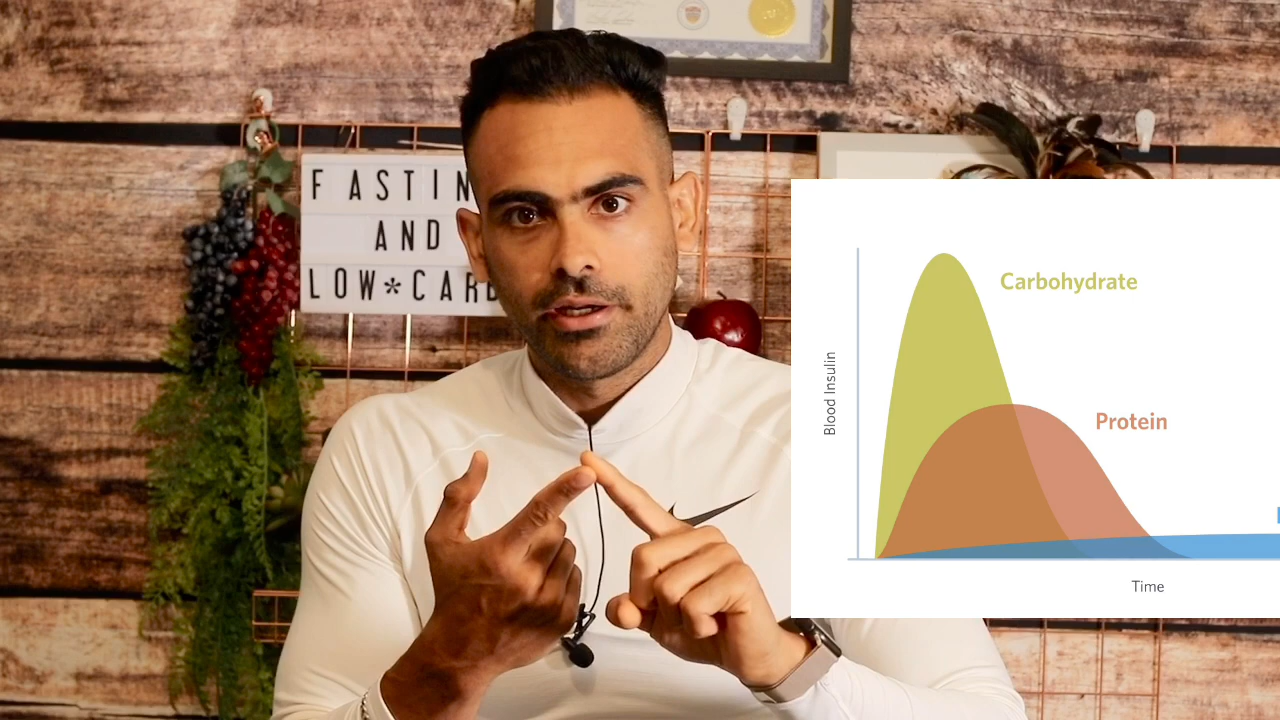 FASTIN
AND
LOW*CARB
Carbohydrate
Protein
Blood Insulin
Time